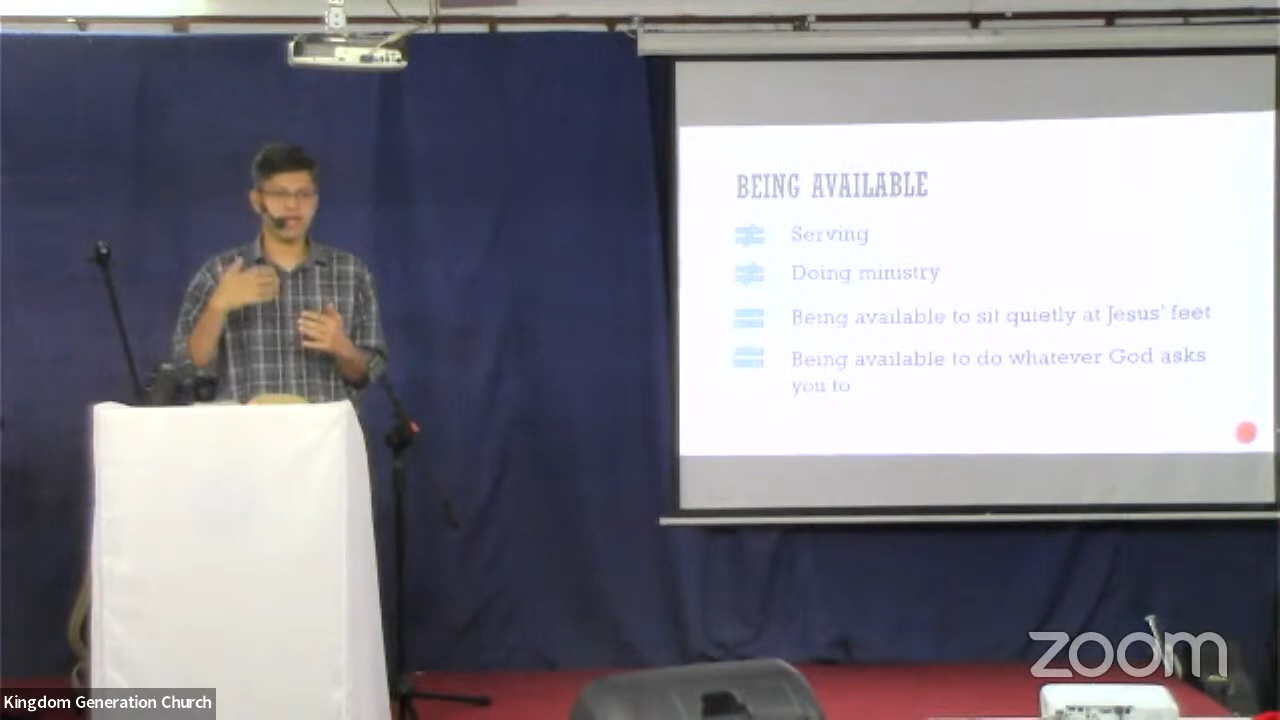 BEING AVAILABLE
≠ Serving
≠ Doing ministry
= Being available to sit quietly at Jesus' feet
= Being available to do whatever God asks
you to
zoom
Kingdom Generation Church